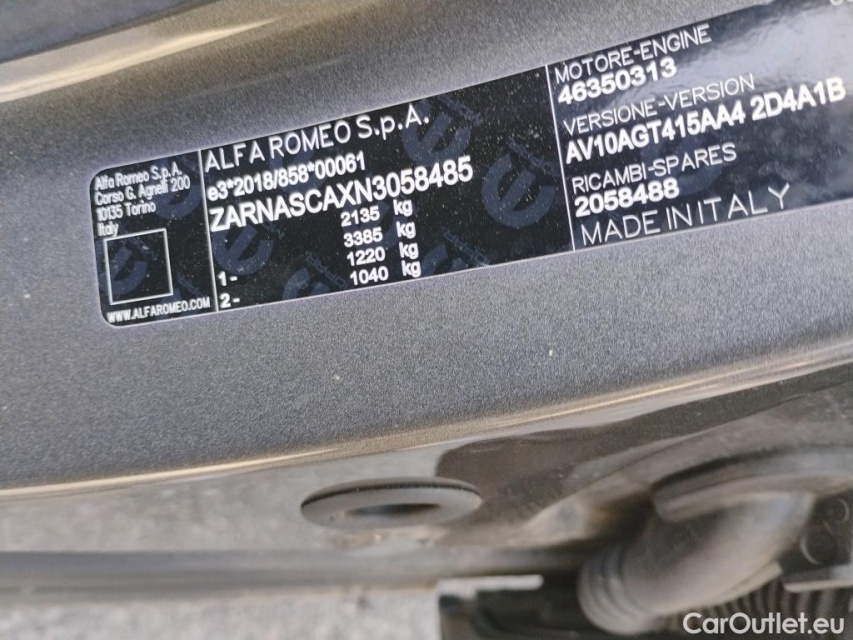 Alfa Romeo S.p.A.
Corso G. Agnelli 200
10135 Torino
Italy
WWW.ALFAROMEO.COM
ALFA ROMEO S.p.A.
e3*2018/858*00061
ZARNASCAXN3058485
2135 kg
3385 kg
1- 1220 kg
2- 1040 kg
MOTORE-ENGINE
46350313
VERSIONE-VERSION
AV10AGT415AA4 2D4A1B
RICAMBI-SPARES
2058488
MADE IN ITALY
CarOutlet.eu